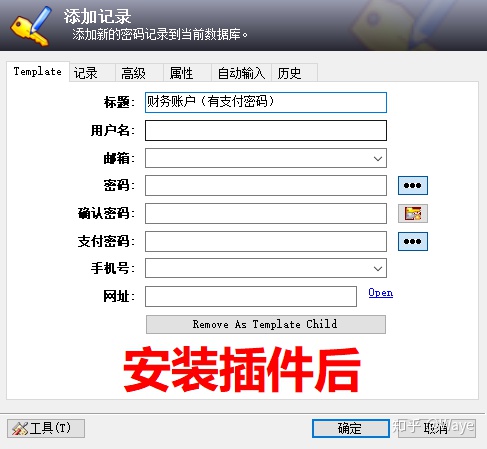 添加记录
添加新的密码记录到当前数据库。
Template 记录 高级 属性 自动输入 历史
标题: 财务账户（有支付密码）
用户名:
邮箱:
密码:
确认密码:
支付密码:
手机号:
网址: Open
Remove As Template Child
安装插件后
工具(T) 确定 取消